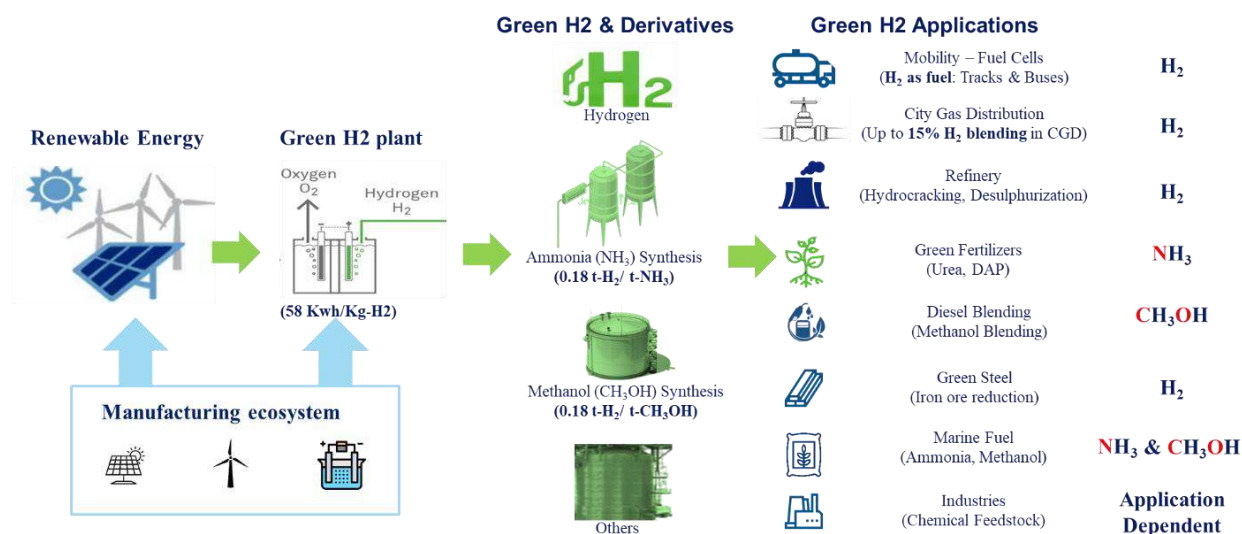 Green H2 & Derivatives
Green H2 Applications
Renewable Energy
Green H2 plant
Oxygen
O₂
Hydrogen
H₂
(58 Kwh/Kg-H2)
Manufacturing ecosystem
H2
Hydrogen
Ammonia (NH₃) Synthesis
(0.18 t-H₂/ t-NH₃)
Methanol (CH₃OH) Synthesis
(0.18 t-H₂/ t-CH₃OH)
Others
Mobility – Fuel Cells
(H₂ as fuel: Tracks & Buses)
H₂
City Gas Distribution
(Up to 15% H₂ blending in CGD)
H₂
Refinery
(Hydrocracking, Desulphurization)
H₂
Green Fertilizers
(Urea, DAP)
NH₃
Diesel Blending
(Methanol Blending)
CH₃OH
Green Steel
(Iron ore reduction)
H₂
Marine Fuel
(Ammonia, Methanol)
NH₃ & CH₃OH
Industries
(Chemical Feedstock)
Application
Dependent